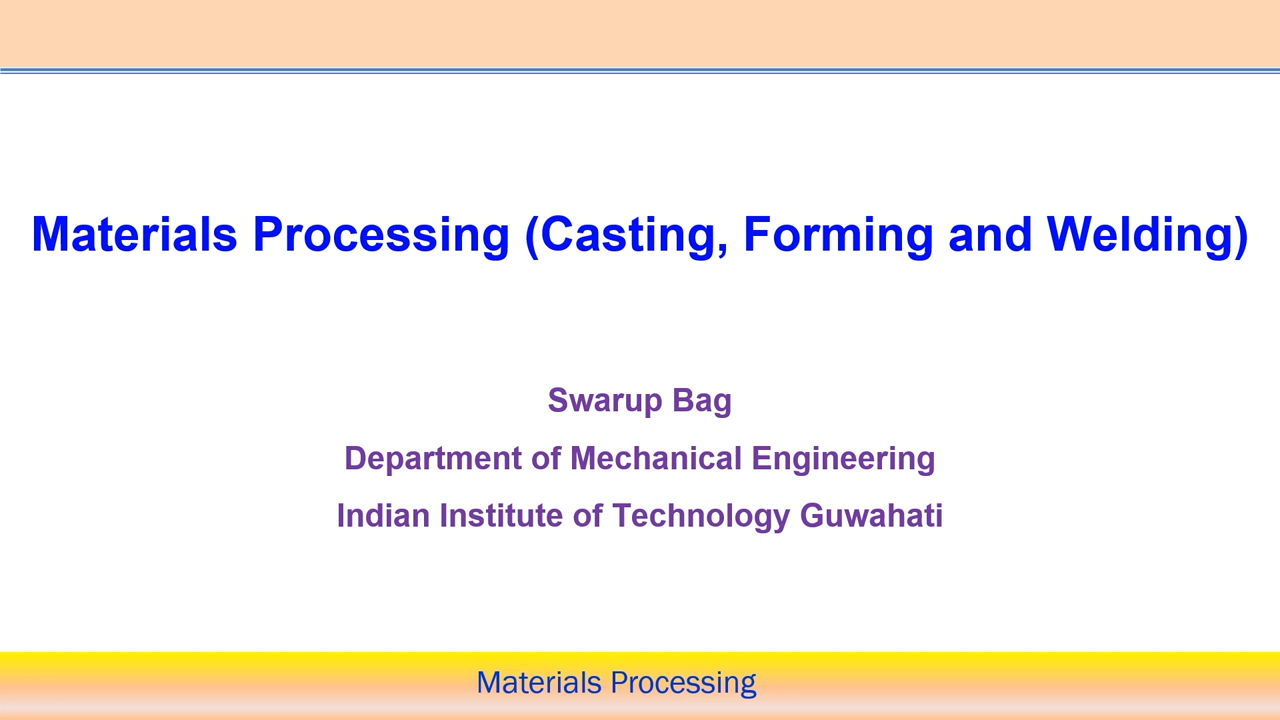 Materials Processing (Casting, Forming and Welding)
Swarup Bag
Department of Mechanical Engineering
Indian Institute of Technology Guwahati
Materials Processing